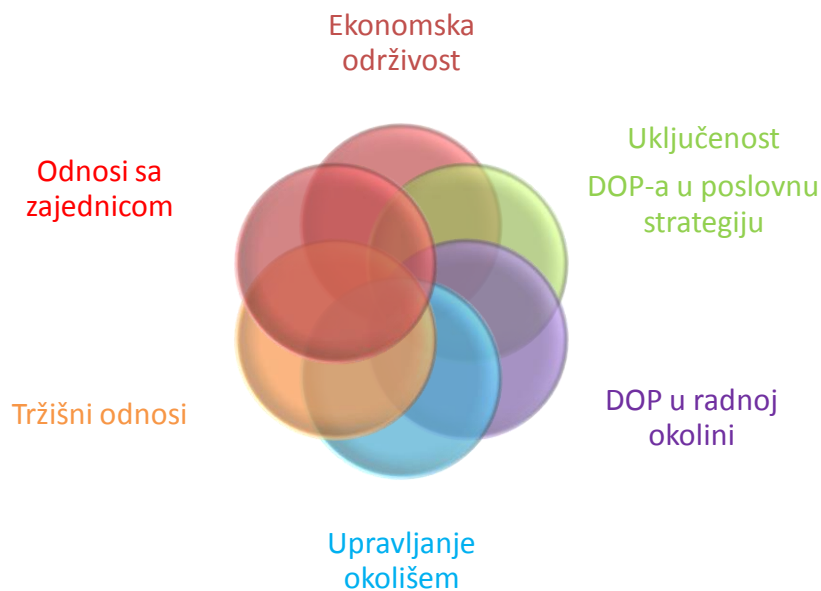 Ekonomska
održivost
Uključenost
DOP-a u poslovnu
strategiju
DOP u radnoj
okolini
Upravljanje
okolišem
Tržišni odnosi
Odnosi sa
zajednicom